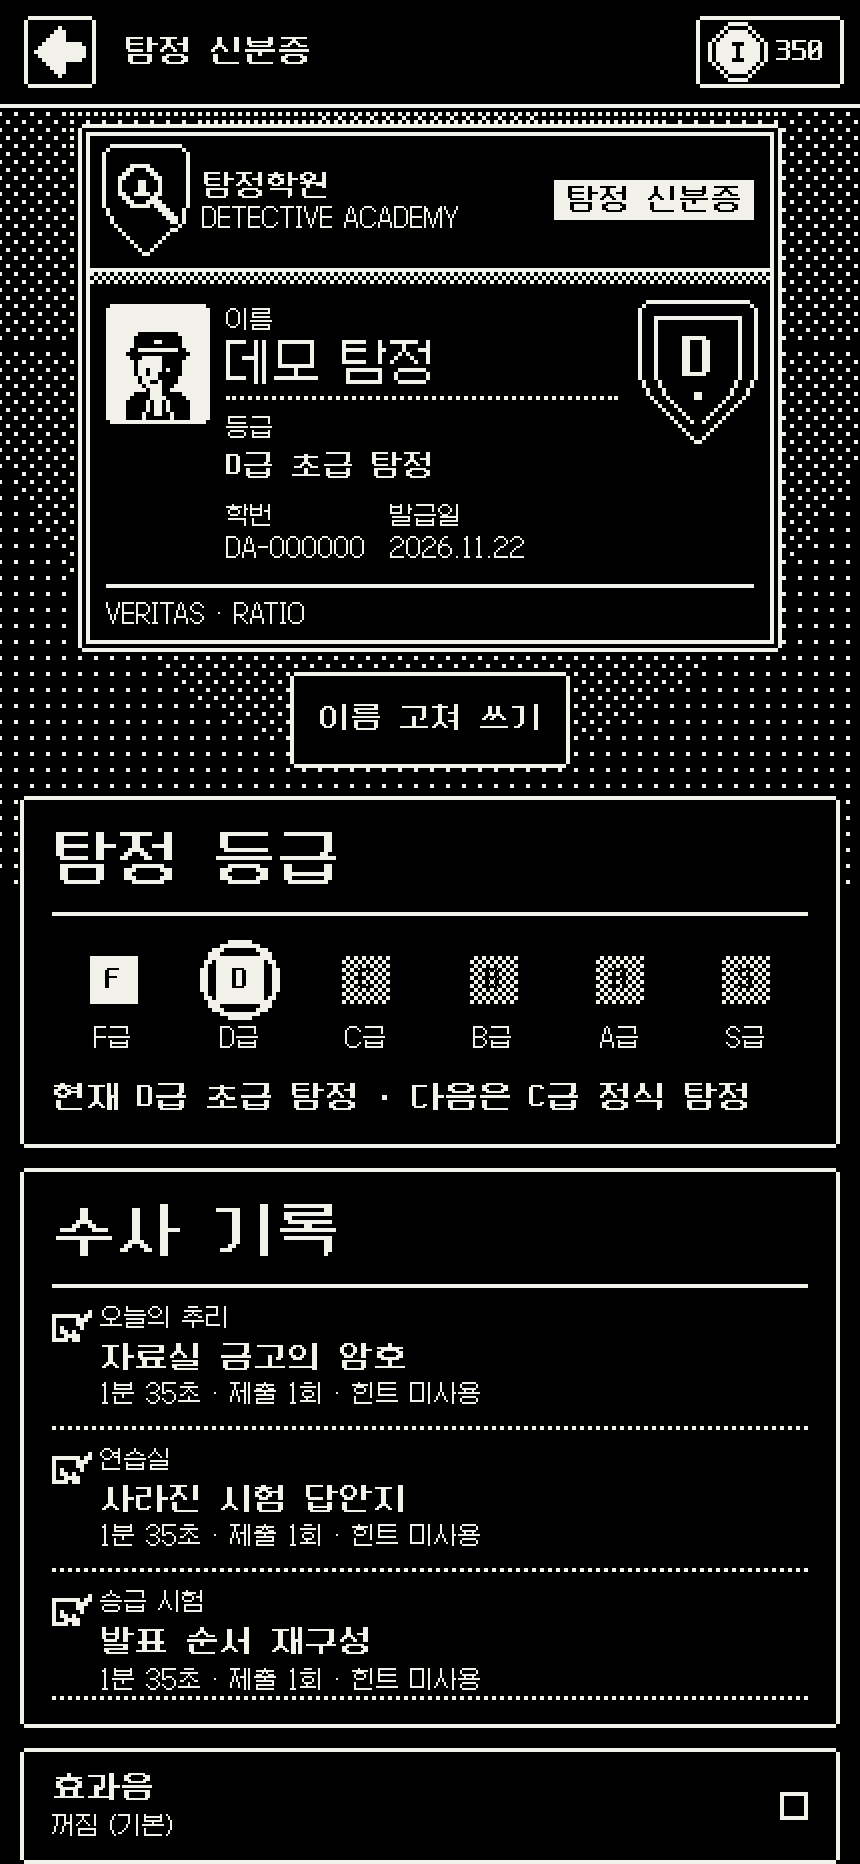 탐정 신분증
350
탐정학원
DETECTIVE ACADEMY
탐정 신분증
이름
데모 탐정
D
등급
D급 초급 탐정
학번 발급일
DA-000000 2026.11.22
VERITAS · RATIO
이름 고쳐 쓰기
탐정 등급
F D
F급 D급 C급 B급 A급 S급
현재 D급 초급 탐정 · 다음은 C급 정식 탐정
수사 기록
오늘의 추리
자료실 금고의 암호
1분 35초 · 제출 1회 · 힌트 미사용
연습실
사라진 시험 답안지
1분 35초 · 제출 1회 · 힌트 미사용
승급 시험
발표 순서 재구성
1분 35초 · 제출 1회 · 힌트 미사용
효과음
꺼짐 (기본)